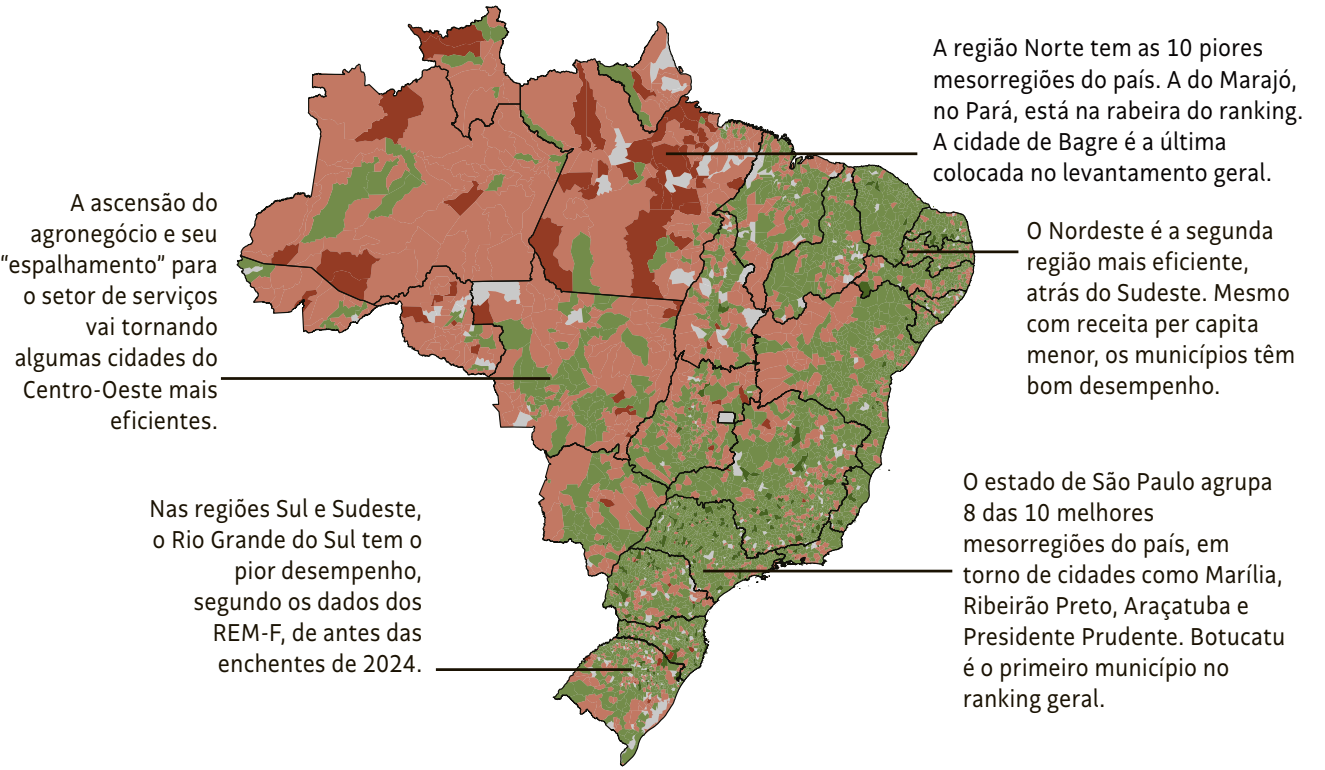 A região Norte tem as 10 piores
mesorregiões do país. A do Marajó,
no Pará, está na rabeira do ranking.
A cidade de Bagre é a última
colocada no levantamento geral.
A ascensão do
agronegócio e seu
“espalhamento” para
o setor de serviços
vai tornando
algumas cidades do
Centro-Oeste mais
eficientes.
O Nordeste é a segunda
região mais eficiente,
atrás do Sudeste. Mesmo
com receita per capita
menor, os municípios têm
bom desempenho.
Nas regiões Sul e Sudeste,
o Rio Grande do Sul tem o
pior desempenho,
segundo os dados dos
REM-F, de antes das
enchentes de 2024.
O estado de São Paulo agrupa
8 das 10 melhores
mesorregiões do país, em
torno de cidades como Marília,
Ribeirão Preto, Araçatuba e
Presidente Prudente. Botucatu
é o primeiro município no
ranking geral.